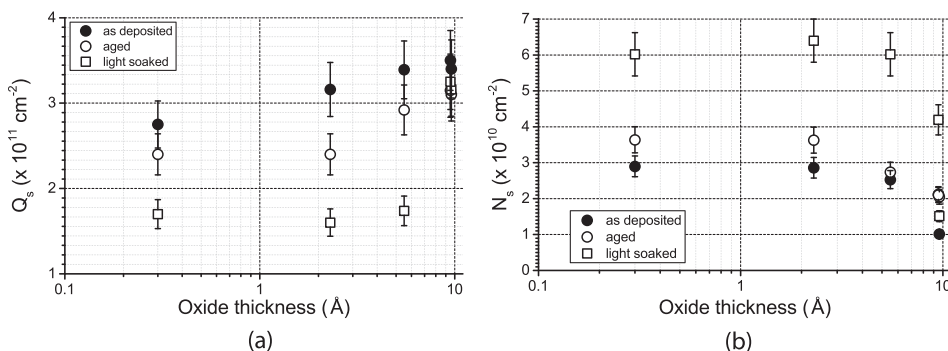 4
3
2
1
0.1
1
10
Q_s (x 10^11 cm^-2)
Oxide thickness (Å)
as deposited
aged
light soaked
(a)
7
6
5
4
3
2
1
0
0.1
1
10
N_s (x 10^10 cm^-2)
Oxide thickness (Å)
as deposited
aged
light soaked
(b)